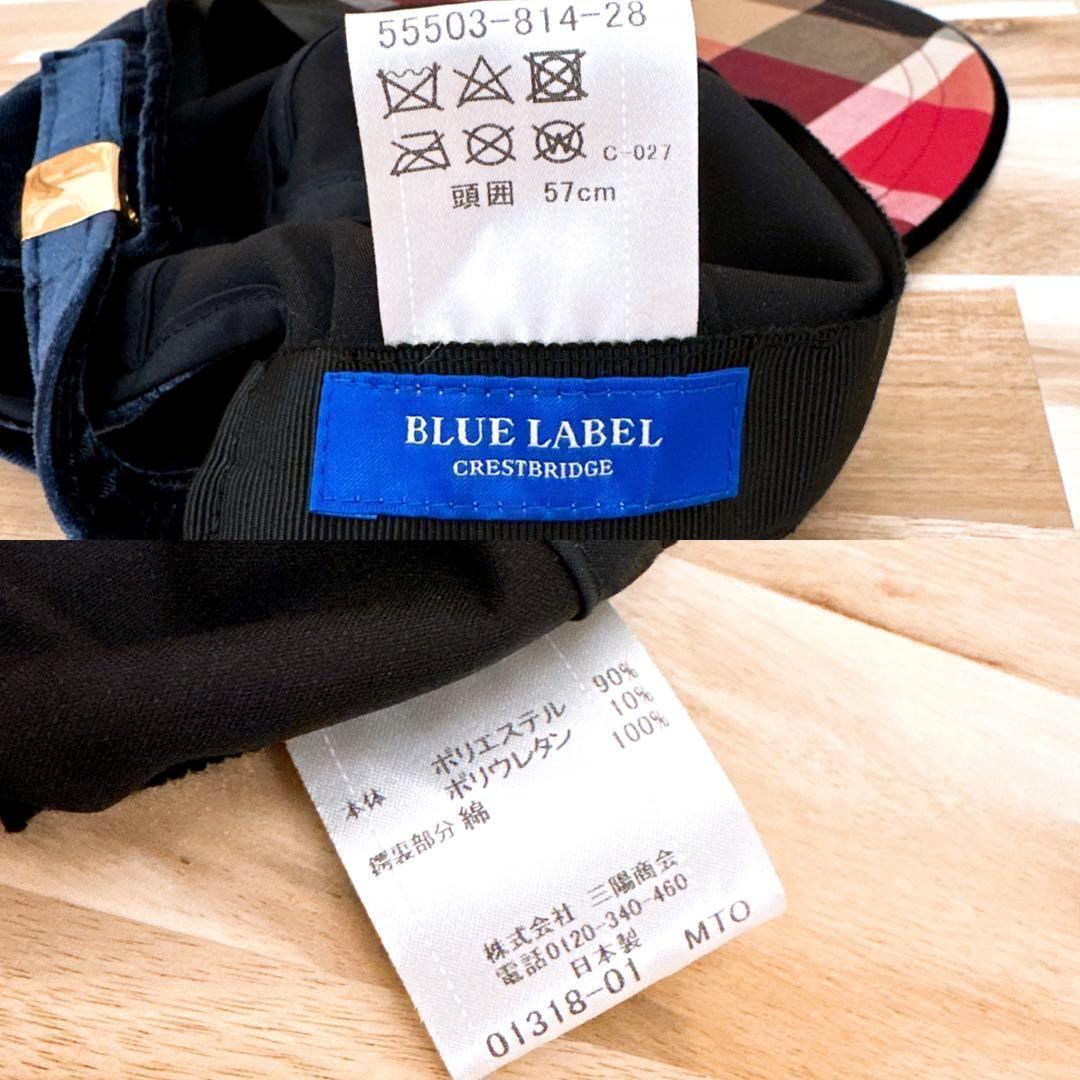 55503-814-28
W C-027
頭囲 57cm
BLUE LABEL
CRESTBRIDGE
本体 ポリエステル 90%
ポリウレタン 10%
鍔裏部分 綿 100%
株式会社 三陽商会
電話0120-340-460
日本製 MTO
01318-01